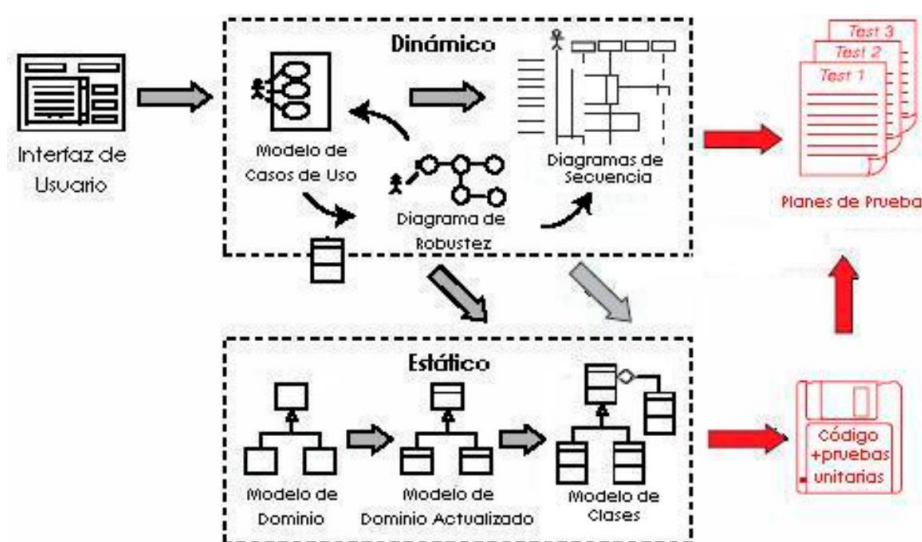 Dinámico
Interfaz de
Usuario
Modelo de
Casos de Uso
Diagrama de
Robustez
Diagramas de
Secuencia
Test 3
Test 2
Test 1
Planes de Prueba
Estático
Modelo de
Dominio
Modelo de
Dominio Actualizado
Modelo de
Clases
Código
+pruebas
unitarias